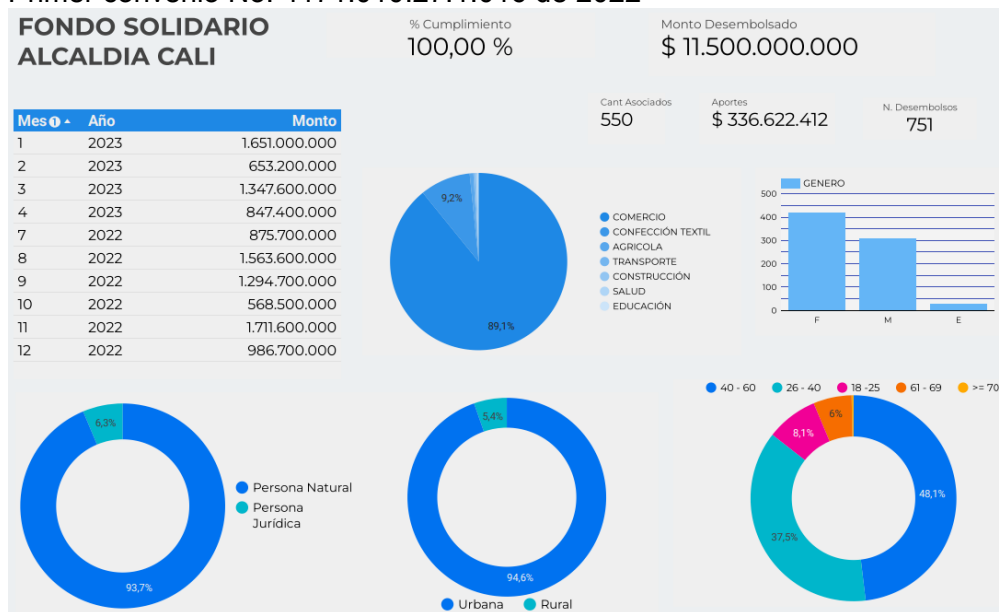 FONDO SOLIDARIO
ALCALDIA CALI
% Cumplimiento
100,00 %
Monto Desembolsado
$ 11.500.000.000
Cant Asociados
550
Aportes
$ 336.622.412
N. Desembolsos
751
Mes 1 Año Monto
1 2023 1.651.000.000
2 2023 653.200.000
3 2023 1.347.600.000
4 2023 847.400.000
7 2022 875.700.000
8 2022 1.563.600.000
9 2022 1.294.700.000
10 2022 568.500.000
11 2022 1.711.600.000
12 2022 986.700.000
9,2%
89,1%
COMERCIO
CONFECCIÓN TEXTIL
AGRICOLA
TRANSPORTE
CONSTRUCCIÓN
SALUD
EDUCACIÓN
GENERO
500
400
300
200
100
0
F M E
6,3%
93,7%
Persona Natural
Persona
Jurídica
5,4%
94,6%
Urbana Rural
40 - 60 26 - 40 18 -25 61 - 69 >= 70
6%
8,1%
48,1%
37,5%